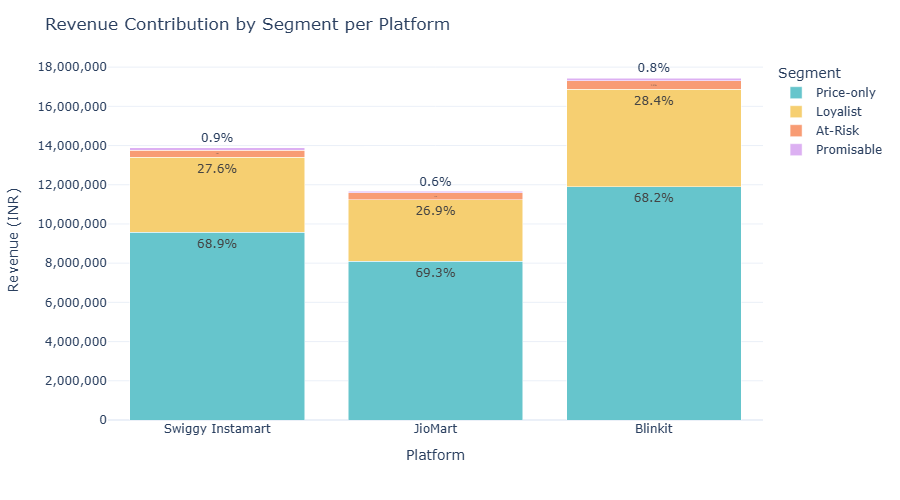 Revenue Contribution by Segment per Platform
Segment
Price-only
Loyalist
At-Risk
Promisable
18,000,000
16,000,000
14,000,000
12,000,000
10,000,000
8,000,000
6,000,000
4,000,000
2,000,000
0
Revenue (INR)
0.9%
27.6%
68.9%
0.6%
26.9%
69.3%
0.8%
28.4%
68.2%
Swiggy Instamart
JioMart
Blinkit
Platform